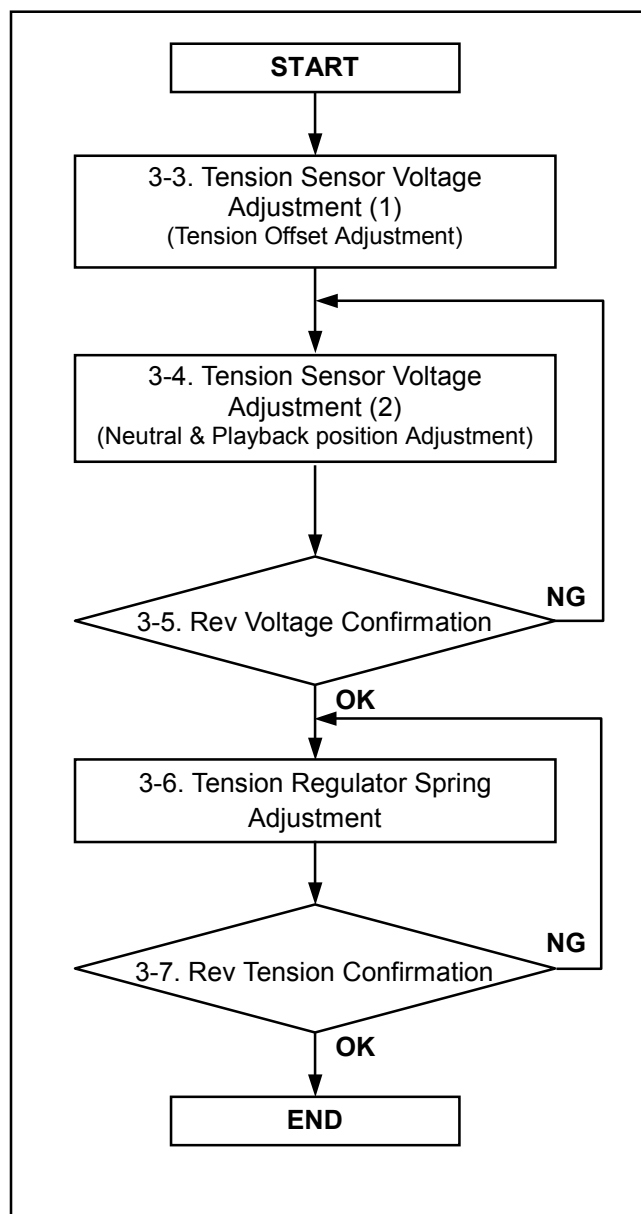 START
3-3. Tension Sensor Voltage
Adjustment (1)
(Tension Offset Adjustment)
3-4. Tension Sensor Voltage
Adjustment (2)
(Neutral & Playback position Adjustment)
NG
3-5. Rev Voltage Confirmation
OK
3-6. Tension Regulator Spring
Adjustment
NG
3-7. Rev Tension Confirmation
OK
END